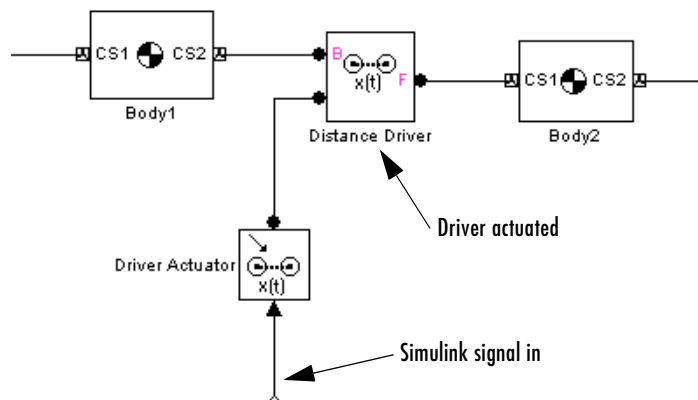 CS1 CS2
Body1
B
x(t)
F
Distance Driver
CS1 CS2
Body2
Driver actuated
Driver Actuator
x(t)
Simulink signal in